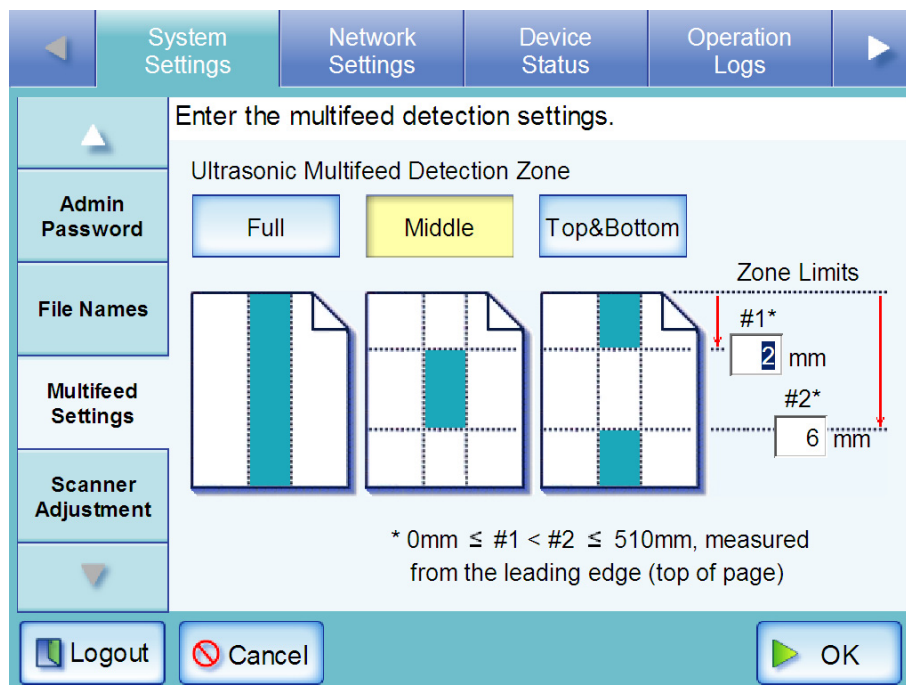 System
Settings
Network
Settings
Device
Status
Operation
Logs
Enter the multifeed detection settings.
Admin
Password
File Names
Multifeed
Settings
Scanner
Adjustment
Ultrasonic Multifeed Detection Zone
Full
Middle
Top&Bottom
Zone Limits
#1*
2 mm
#2*
6 mm
* 0mm ≤ #1 < #2 ≤ 510mm, measured
from the leading edge (top of page)
Logout
Cancel
OK